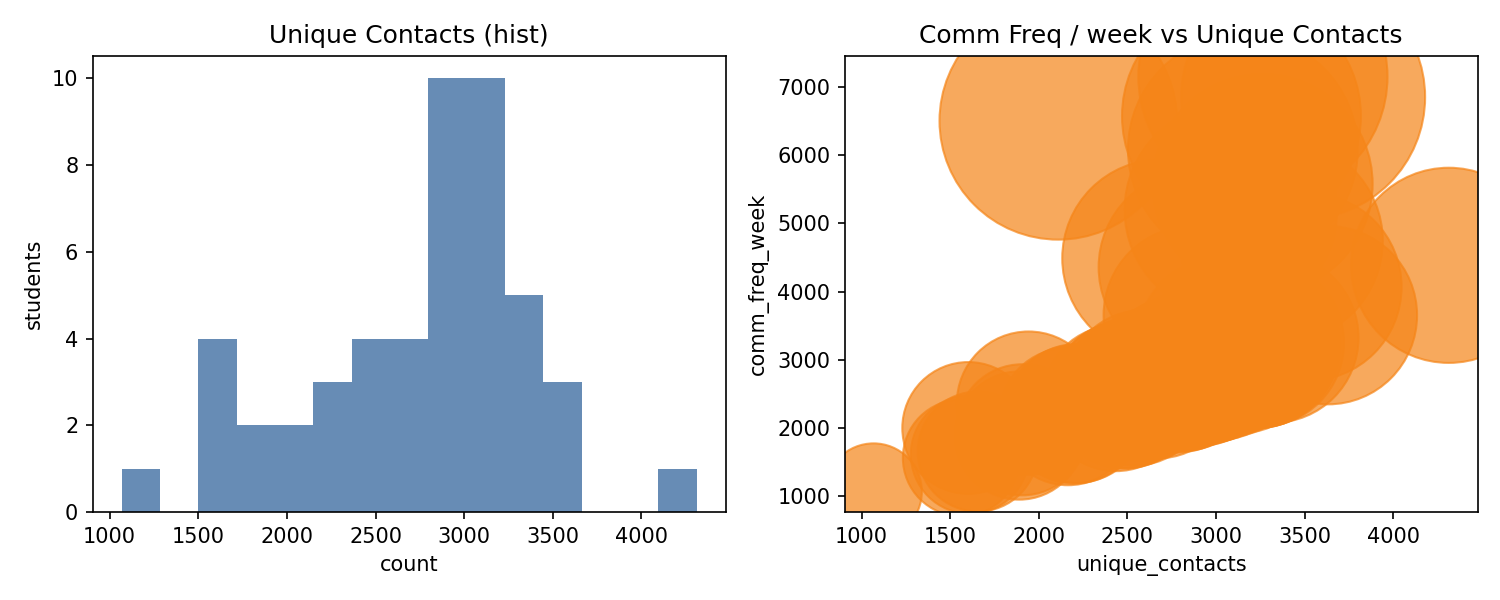 Unique Contacts (hist)
10
8
6
4
2
0
students
1000 1500 2000 2500 3000 3500 4000
count
Comm Freq / week vs Unique Contacts
7000
6000
5000
4000
3000
2000
1000
comm_freq_week
1000 1500 2000 2500 3000 3500 4000
unique_contacts